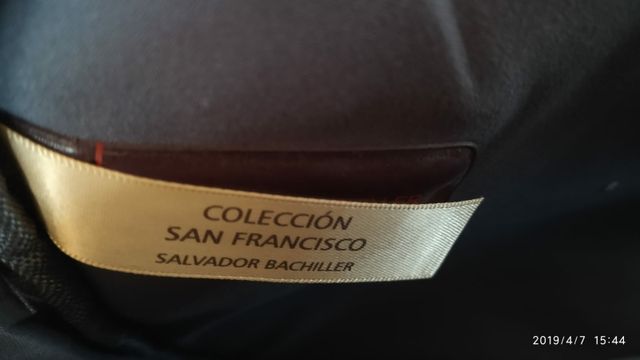 COLECCIÓN
SAN FRANCISCO
SALVADOR BACHILLER
2019/4/7 15:44